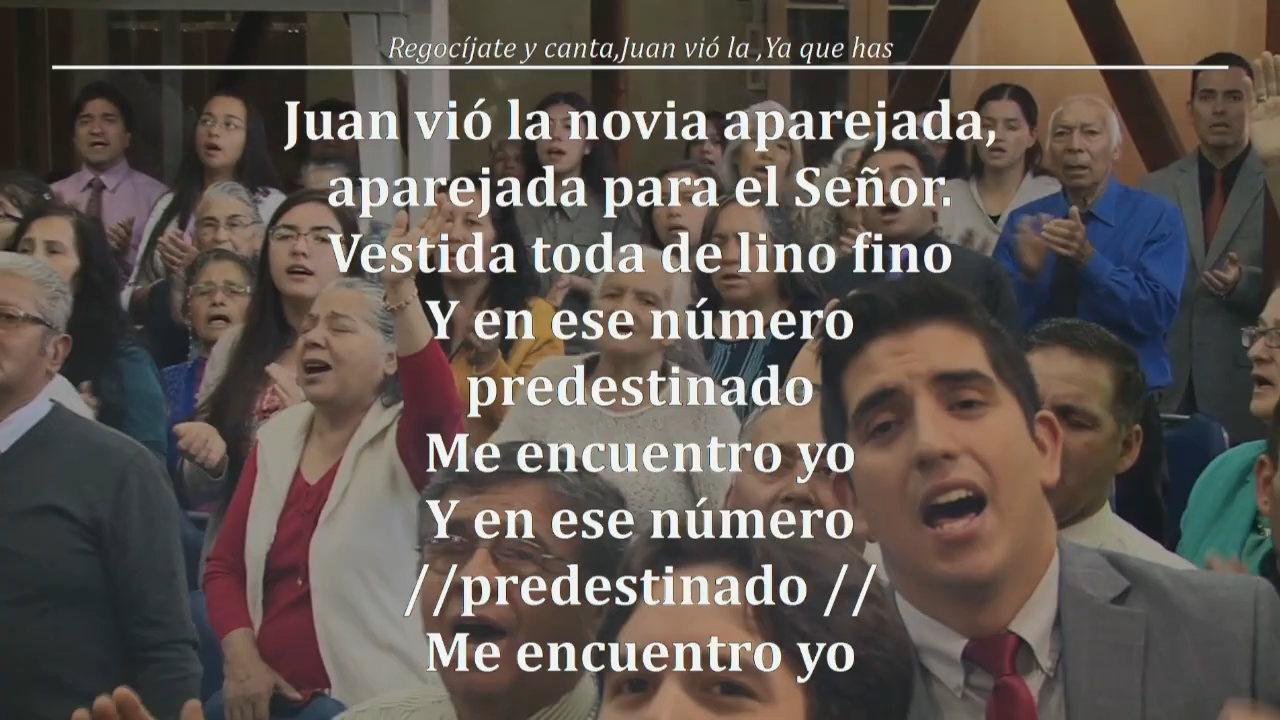 Regocíjate y canta,Juan vió la ,Ya que has
Juan vió la novia aparejada,
aparejada para el Señor.
Vestida toda de lino fino
Y en ese número
predestinado
Me encuentro yo
Y en ese número
//predestinado //
Me encuentro yo